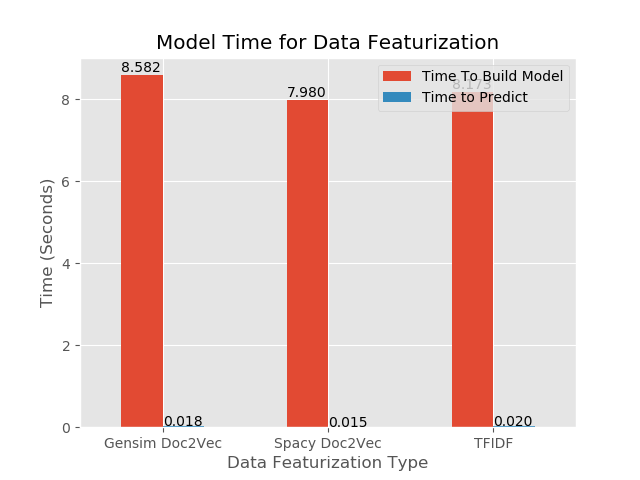 Model Time for Data Featurization
8.582
7.980
8.173
Time To Build Model
Time to Predict
8
6
4
2
0
Time (Seconds)
0.018
0.015
0.020
Gensim Doc2Vec
Spacy Doc2Vec
TFIDF
Data Featurization Type